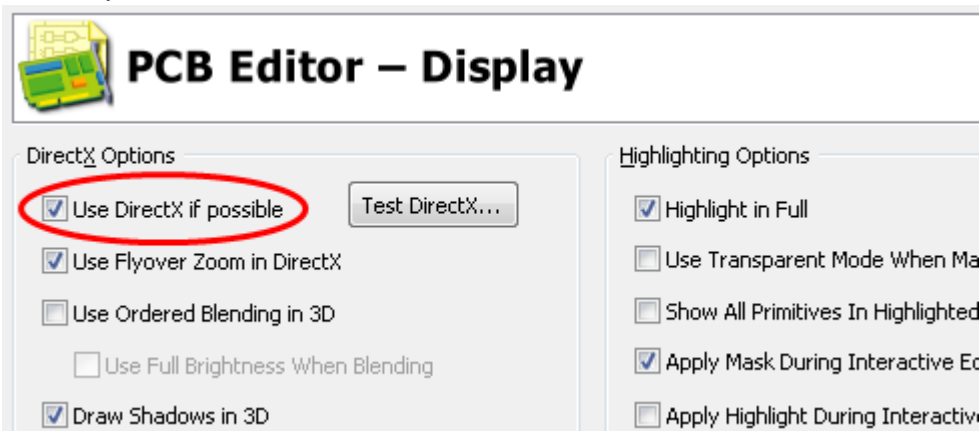 PCB Editor – Display
DirectX Options
Use DirectX if possible
Test DirectX...
Use Flyover Zoom in DirectX
Use Ordered Blending in 3D
Use Full Brightness When Blending
Draw Shadows in 3D
Highlighting Options
Highlight in Full
Use Transparent Mode When Ma
Show All Primitives In Highlighted
Apply Mask During Interactive Ed
Apply Highlight During Interactive